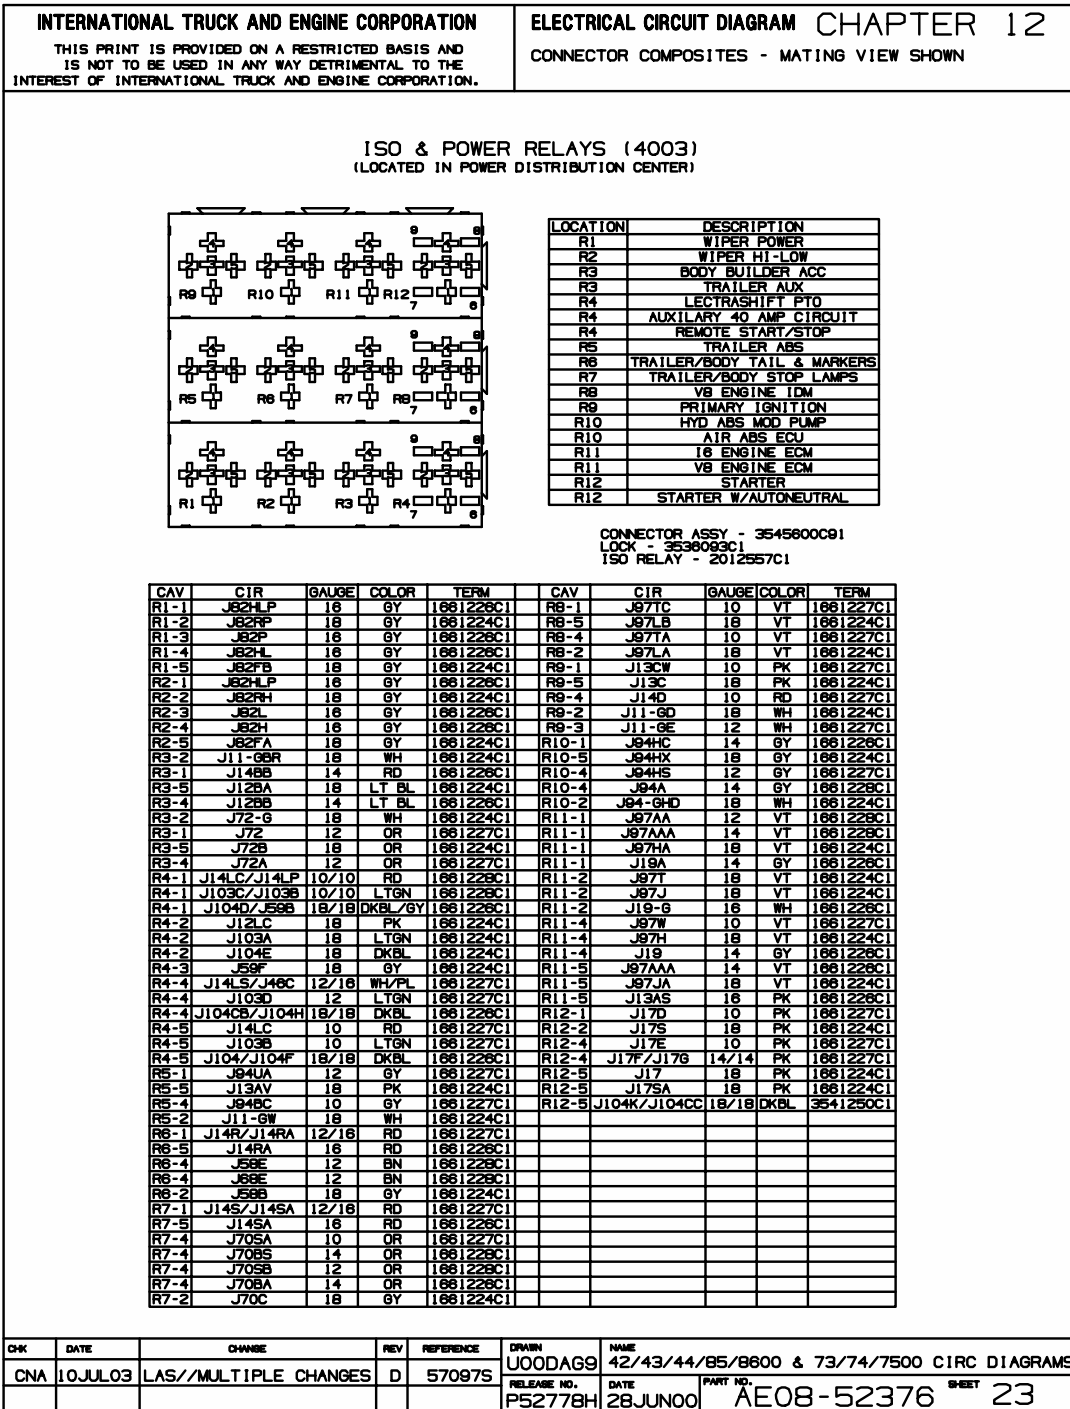 INTERNATIONAL TRUCK AND ENGINE CORPORATION
THIS PRINT IS PROVIDED ON A RESTRICTED BASIS AND
IS NOT TO BE USED IN ANY WAY DETRIMENTAL TO THE
INTEREST OF INTERNATIONAL TRUCK AND ENGINE CORPORATION.
ELECTRICAL CIRCUIT DIAGRAM CHAPTER 12
CONNECTOR COMPOSITES - MATING VIEW SHOWN
ISO & POWER RELAYS (4003)
(LOCATED IN POWER DISTRIBUTION CENTER)
9 8
1 1 1 1
2 3 5 2 3 5 2 3 5 2 3 5
R9 R10 R11 R12
7 6
9 8
R5 R6 R7 R8
7 6
9 8
R1 R2 R3 R4
7 6
LOCATION DESCRIPTION
R1 WIPER POWER
R2 WIPER HI-LOW
R3 BODY BUILDER ACC
R3 TRAILER AUX
R4 LECTRASHIFT PTO
R4 AUXILARY 40 AMP CIRCUIT
R4 REMOTE START/STOP
R5 TRAILER ABS
R6 TRAILER/BODY TAIL & MARKERS
R7 TRAILER/BODY STOP LAMPS
R8 V8 ENGINE IDM
R9 PRIMARY IGNITION
R10 HYD ABS MOD PUMP
R10 AIR ABS ECU
R11 I6 ENGINE ECM
R11 V8 ENGINE ECM
R12 STARTER
R12 STARTER W/AUTONEUTRAL
CONNECTOR ASSY - 3545600C91
LOCK - 3536093C1
ISO RELAY - 2012557C1
CAV CIR GAUGE COLOR TERM CAV CIR GAUGE COLOR TERM
R1-1 J82HLP 16 GY 1661226C1 R8-1 J97TC 10 VT 1661227C1
R1-2 J82RP 18 GY 1661224C1 R8-5 J97LB 18 VT 1661224C1
R1-3 J82P 16 GY 1661226C1 R8-4 J97TA 10 VT 1661227C1
R1-4 J82HL 16 GY 1661226C1 R8-2 J97LA 18 VT 1661224C1
R1-5 J82FB 18 GY 1661224C1 R9-1 J13CW 10 PK 1661227C1
R2-1 J82HLP 16 GY 1661226C1 R9-5 J13C 18 PK 1661224C1
R2-2 J82RH 18 GY 1661224C1 R9-4 J14D 10 RD 1661227C1
R2-3 J82L 16 GY 1661226C1 R9-2 J11-GD 18 WH 1661224C1
R2-4 J82H 16 GY 1661226C1 R9-3 J11-GE 12 WH 1661227C1
R2-5 J82FA 18 GY 1661224C1 R10-1 J94HC 14 GY 1661226C1
R3-2 J11-GBR 18 WH 1661224C1 R10-5 J94HX 18 GY 1661224C1
R3-1 J14BB 14 RD 1661226C1 R10-4 J94HS 12 GY 1661227C1
R3-5 J12BA 18 LT BL 1661224C1 R10-4 J94A 14 GY 1661228C1
R3-4 J12BB 14 LT BL 1661226C1 R10-2 J94-GHD 18 WH 1661224C1
R3-2 J72-G 18 WH 1661224C1 R11-1 J97AA 12 VT 1661228C1
R3-1 J72 12 OR 1661227C1 R11-1 J97AAA 14 VT 1661226C1
R3-5 J72B 18 OR 1661224C1 R11-1 J97HA 18 VT 1661224C1
R3-4 J72A 12 OR 1661227C1 R11-1 J19A 14 GY 1661226C1
R4-1 J14LC/J14LP 10/10 RD 1661228C1 R11-2 J97T 18 VT 1661224C1
R4-1 J103C/J103B 10/10 LTGN 1661228C1 R11-2 J97J 18 VT 1661224C1
R4-1 J104D/J59B 18/18 DKBL/GY 1661226C1 R11-2 J19-G 16 WH 1661226C1
R4-2 J12LC 18 PK 1661224C1 R11-4 J97W 10 VT 1661227C1
R4-2 J103A 18 LTGN 1661224C1 R11-4 J97H 18 VT 1661224C1
R4-2 J104E 18 DKBL 1661224C1 R11-4 J19 14 GY 1661226C1
R4-3 J59F 18 GY 1661224C1 R11-5 J97AAA 14 VT 1661226C1
R4-4 J14LS/J46C 12/16 WH/PL 1661227C1 R11-5 J97JA 18 VT 1661224C1
R4-4 J103D 12 LTGN 1661227C1 R11-5 J13AS 16 PK 1661226C1
R4-4 J104CB/J104H 18/18 DKBL 1661226C1 R12-1 J17D 10 PK 1661227C1
R4-5 J14LC 10 RD 1661227C1 R12-2 J17S 18 PK 1661224C1
R4-5 J103B 10 LTGN 1661227C1 R12-4 J17E 10 PK 1661227C1
R4-5 J104/J104F 18/18 DKBL 1661226C1 R12-4 J17F/J17G 14/14 PK 1661227C1
R5-1 J94UA 12 GY 1661227C1 R12-5 J17 18 PK 1661224C1
R5-5 J13AV 18 PK 1661224C1 R12-5 J17SA 18 PK 1661224C1
R5-4 J94BC 10 GY 1661227C1 R12-5 J104K/J104CC 18/18 DKBL 3541250C1
R5-2 J11-GW 18 WH 1661224C1
R6-1 J14R/J14RA 12/16 RD 1661227C1
R6-5 J14RA 16 RD 1661226C1
R6-4 J58E 12 BN 1661228C1
R6-4 J68E 12 BN 1661228C1
R6-2 J58B 18 GY 1661224C1
R7-1 J14S/J14SA 12/16 RD 1661227C1
R7-5 J14SA 16 RD 1661226C1
R7-4 J70SA 10 OR 1661227C1
R7-4 J70BS 14 OR 1661228C1
R7-4 J70SB 12 OR 1661228C1
R7-4 J70BA 14 OR 1661226C1
R7-2 J70C 18 GY 1661224C1
CHK DATE CHANGE REV REFERENCE DRAWN NAME
CNA 10JUL03 LAS//MULTIPLE CHANGES D 57097S U00DAG9 42/43/44/85/8600 & 73/74/7500 CIRC DIAGRAMS
RELEASE NO. DATE PART NO. SHEET
P52778H 28JUN00 AE08-52376 23